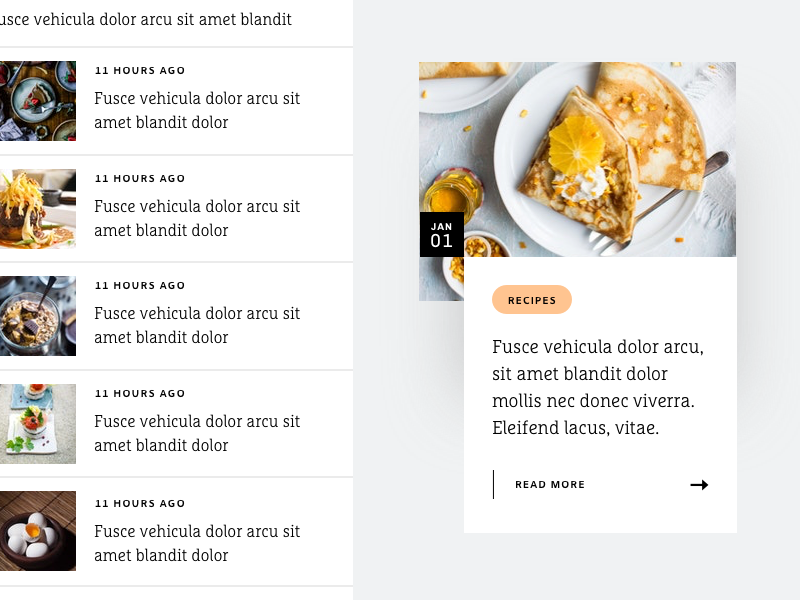 vehicula dolor arcu sit amet blandit
11 HOURS AGO
Fusce vehicula dolor arcu sit
amet blandit dolor
11 HOURS AGO
Fusce vehicula dolor arcu sit
amet blandit dolor
11 HOURS AGO
Fusce vehicula dolor arcu sit
amet blandit dolor
11 HOURS AGO
Fusce vehicula dolor arcu sit
amet blandit dolor
11 HOURS AGO
Fusce vehicula dolor arcu sit
amet blandit dolor
JAN
01
RECIPES
Fusce vehicula dolor arcu,
sit amet blandit dolor
mollis nec donec viverra.
Eleifend lacus, vitae.
READ MORE